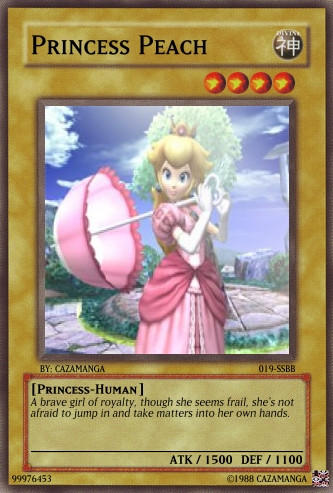 PRINCESS PEACH
DIVINE
神
BY: CAZAMANGA 019-SSBB
[PRINCESS-HUMAN]
A brave girl of royalty, though she seems frail, she's not
afraid to jump in and take matters into her own hands.
ATK / 1500 DEF / 1100
99976453 ©1988 CAZAMANGA